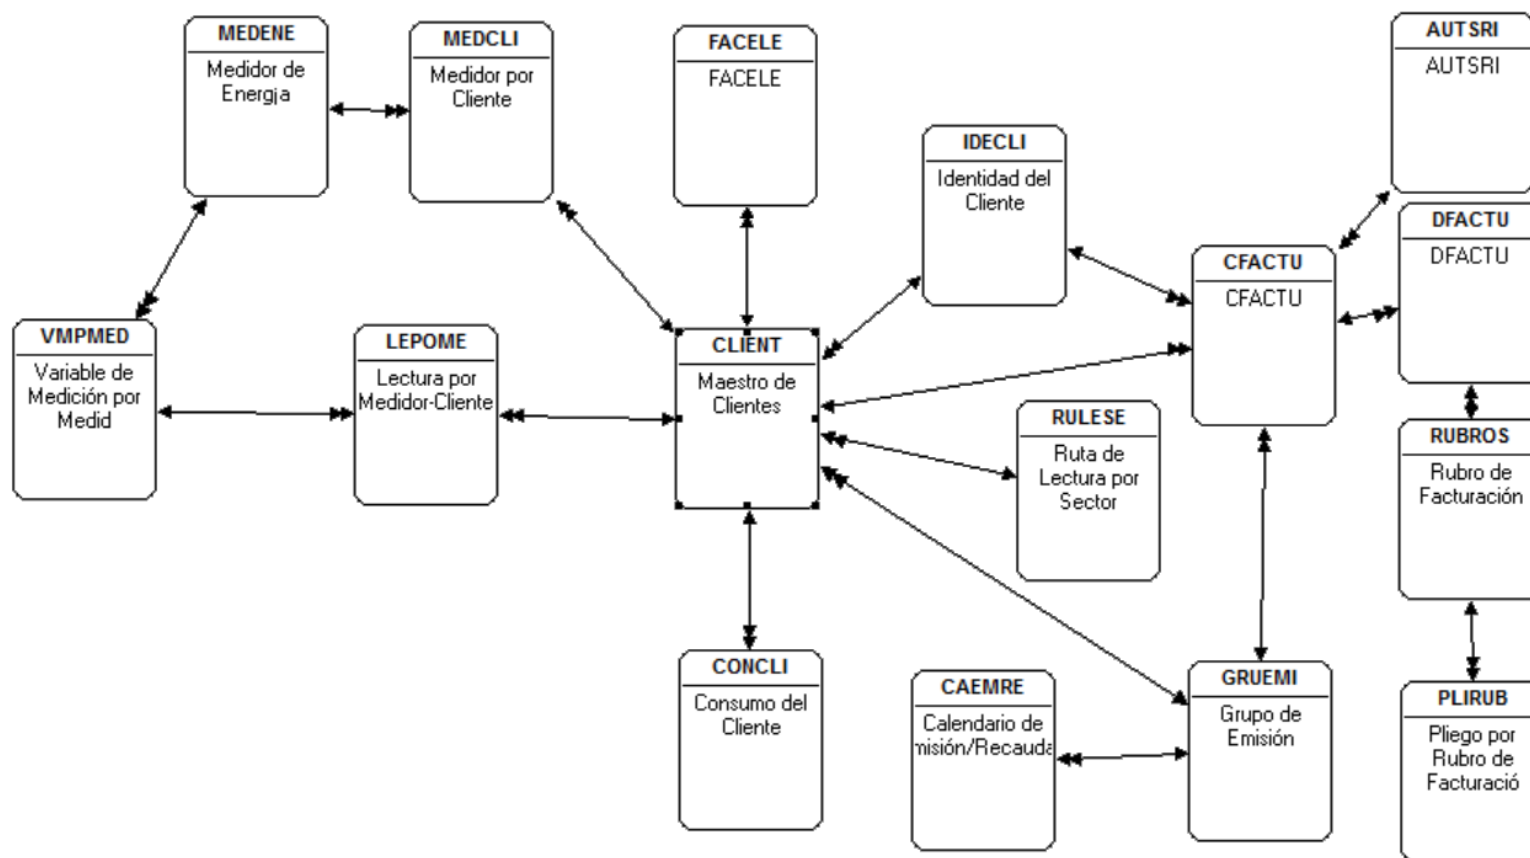 MEDENE
Medidor de
Energja
MEDCLI
Medidor por
Cliente
FACELE
FACELE
AUTSRI
AUTSRI
IDECLI
Identidad del
Cliente
DFACTU
DFACTU
CFACTU
CFACTU
VMPMED
Variable de
Medición por
Medid
LEPOME
Lectura por
Medidor-Cliente
CLIENT
Maestro de
Clientes
RULESE
Ruta de
Lectura por
Sector
RUBROS
Rubro de
Facturación
CONCLI
Consumo del
Cliente
CAEMRE
Calendario de
misión/Recauda
GRUEMI
Grupo de
Emisión
PLIRUB
Pliego por
Rubro de
Facturació